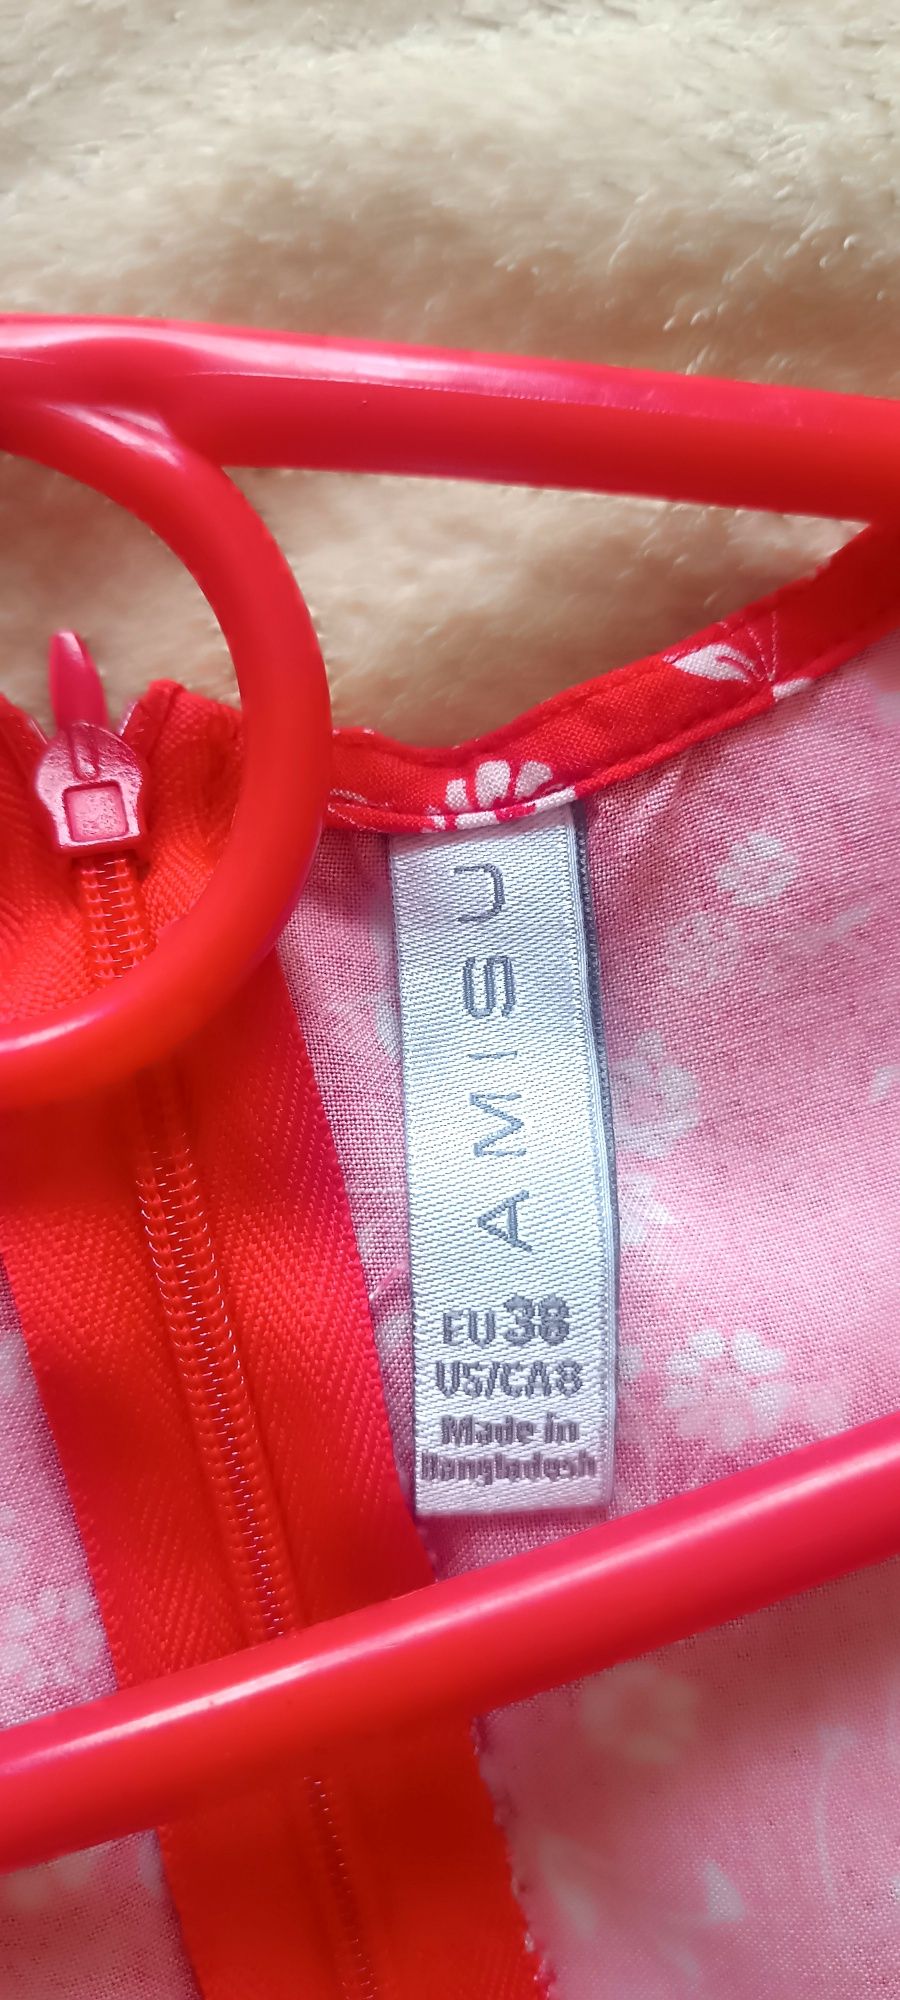 AMISU
EU 38
US/CA 8
Made in
Bangladesh